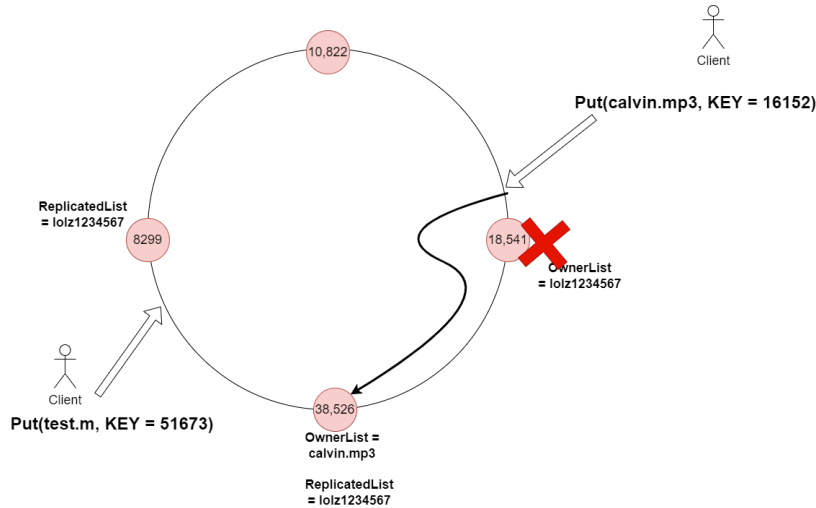 10,822
Client
Put(calvin.mp3, KEY = 16152)
ReplicatedList
= lolz1234567
8299
18,541
OwnerList
= lolz1234567
Client
Put(test.m, KEY = 51673)
38,526
OwnerList =
calvin.mp3
ReplicatedList
= lolz1234567